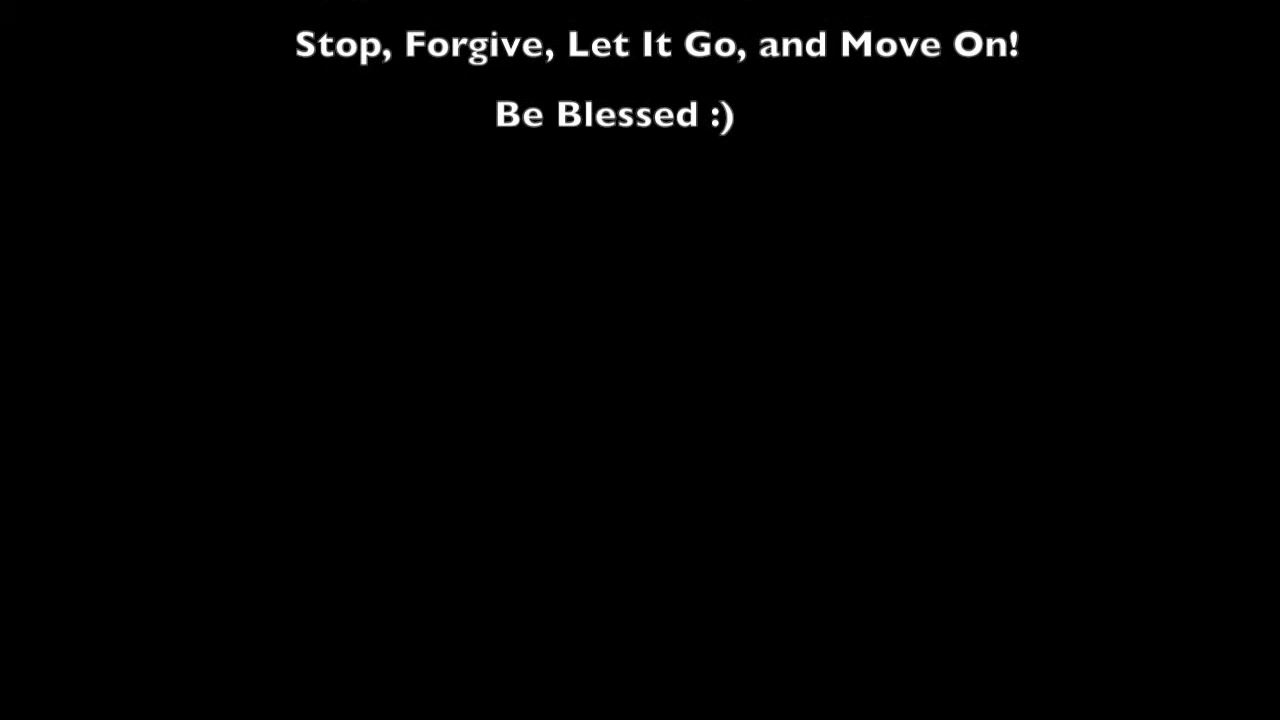 Stop, Forgive, Let It Go, and Move On!
Be Blessed :)